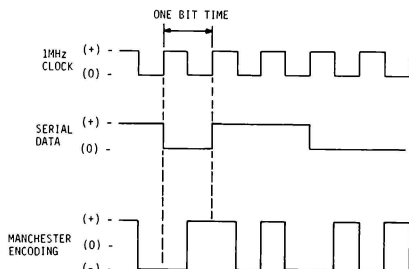 ONE BIT TIME
1MHz
CLOCK
(+) -
(0) -
SERIAL
DATA
(+) -
(0) -
MANCHESTER
ENCODING
(+) -
(0) -
(-) -